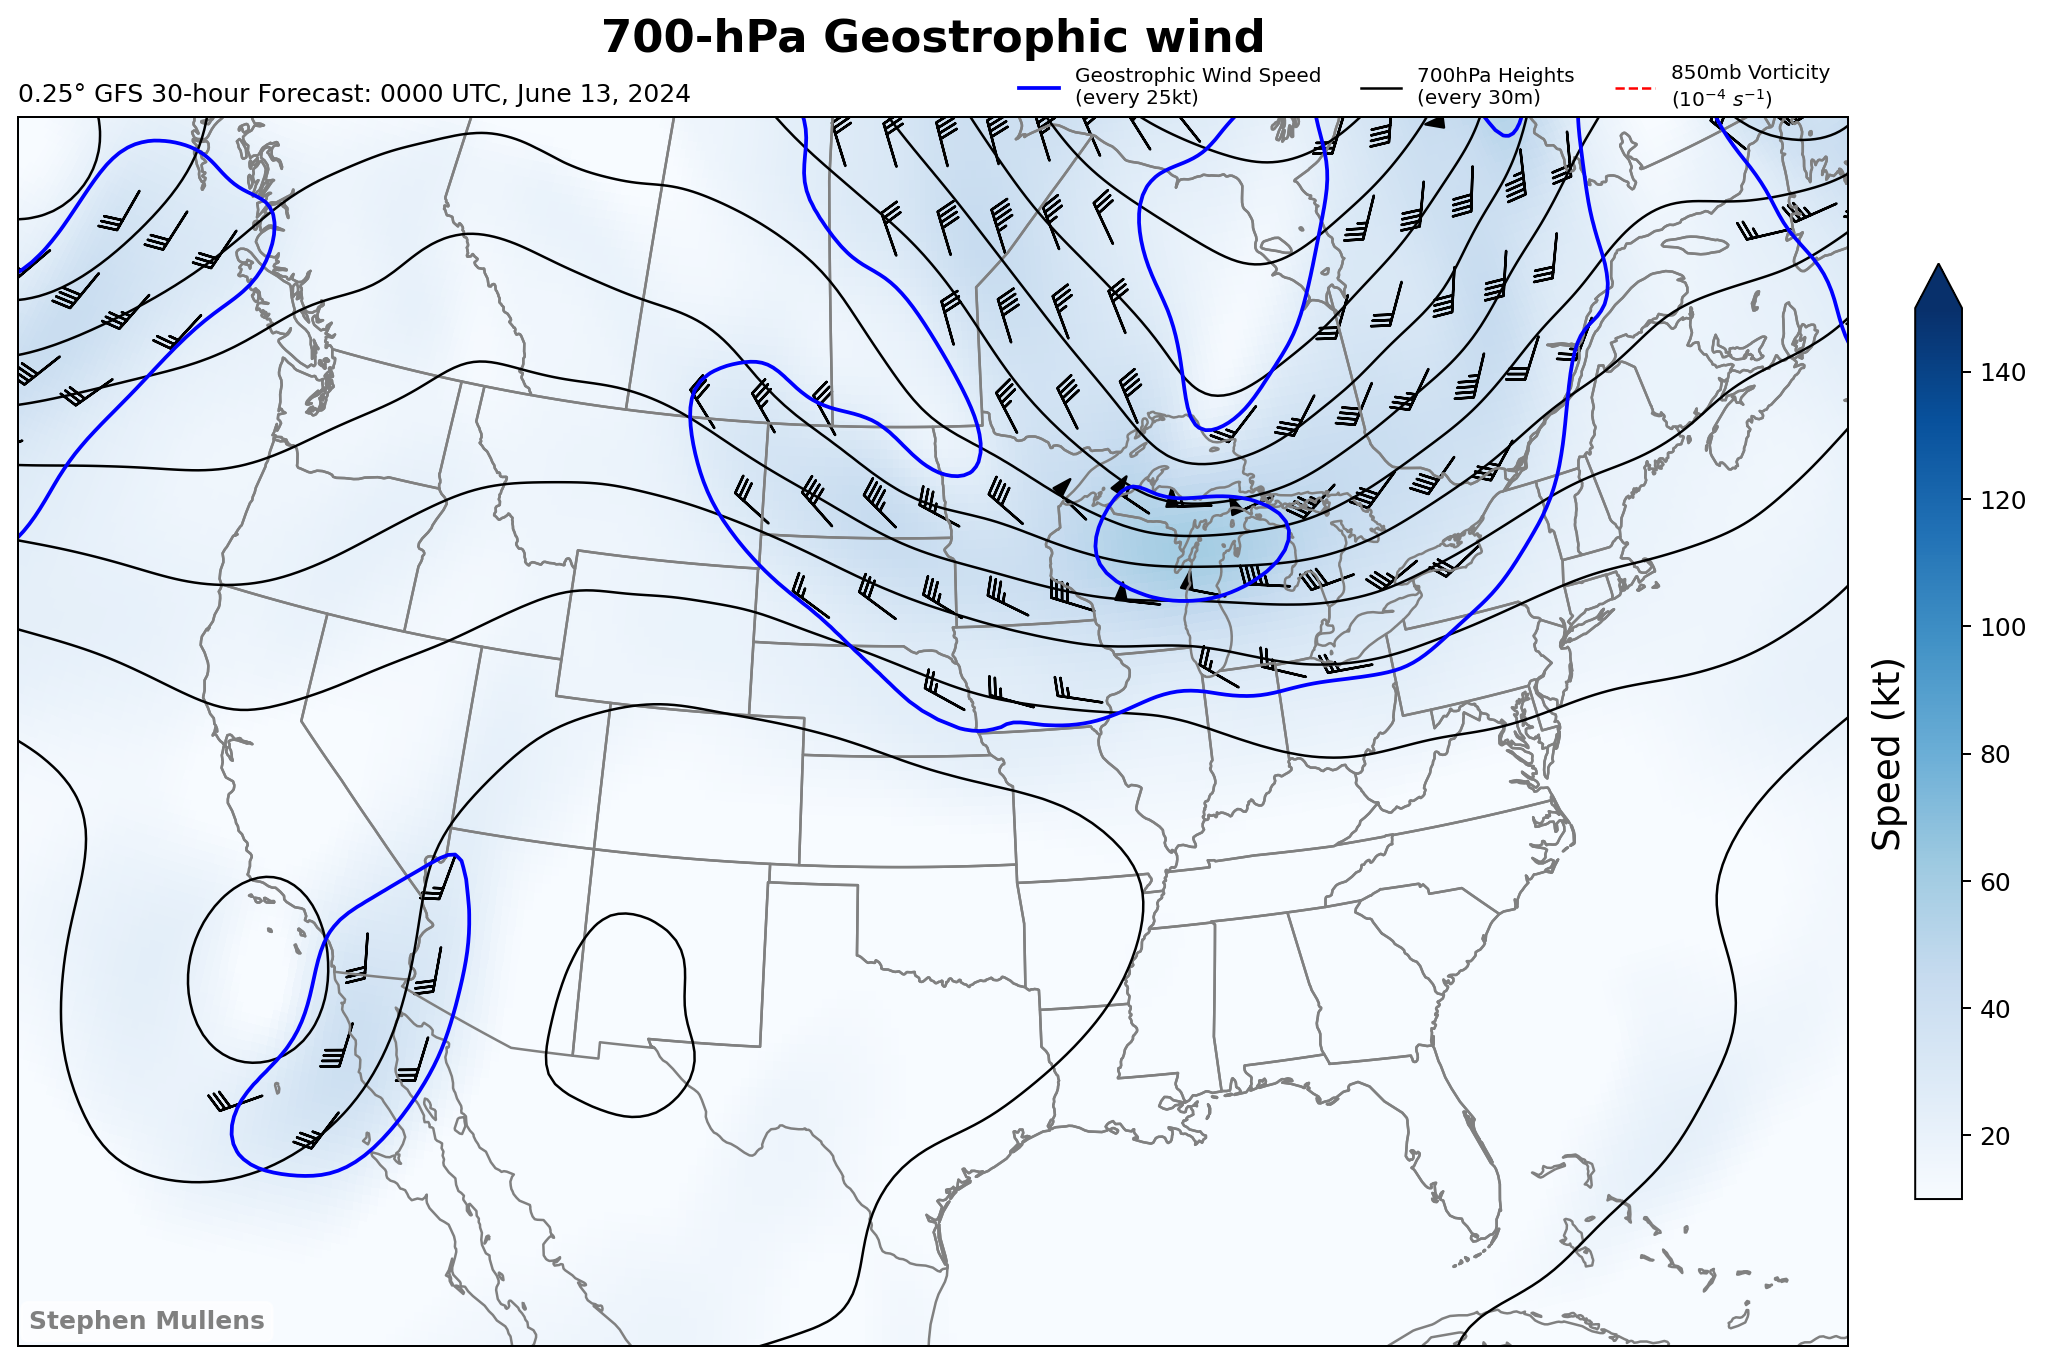 700-hPa Geostrophic wind
0.25° GFS 30-hour Forecast: 0000 UTC, June 13, 2024
Geostrophic Wind Speed
(every 25kt)
700hPa Heights
(every 30m)
850mb Vorticity
(10⁻⁴ s⁻¹)
140
120
100
80
60
40
20
Speed (kt)
Stephen Mullens